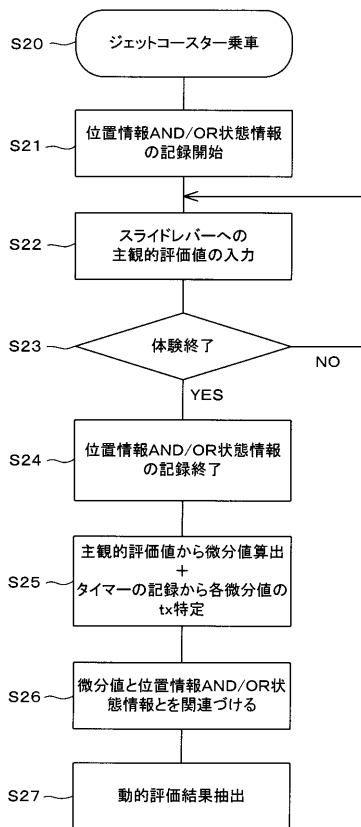 S20
ジェットコースター乗車
S21
位置情報AND/OR状態情報
の記録開始
S22
スライドレバーへの
主観的評価値の入力
S23
体験終了
NO
YES
S24
位置情報AND/OR状態情報
の記録終了
S25
主観的評価値から微分値算出
+
タイマーの記録から各微分値の
tx特定
S26
微分値と位置情報AND/OR状
態情報とを関連づける
S27
動的評価結果抽出